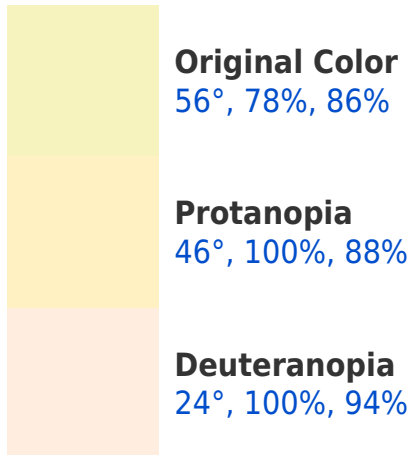 Original Color
56°, 78%, 86%
Protanopia
46°, 100%, 88%
Deuteranopia
24°, 100%, 94%